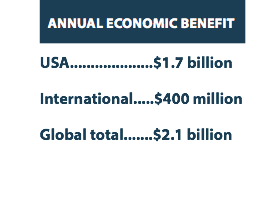 ANNUAL ECONOMIC BENEFIT
USA.....................$1.7 billion
International.....$400 million
Global total.......$2.1 billion